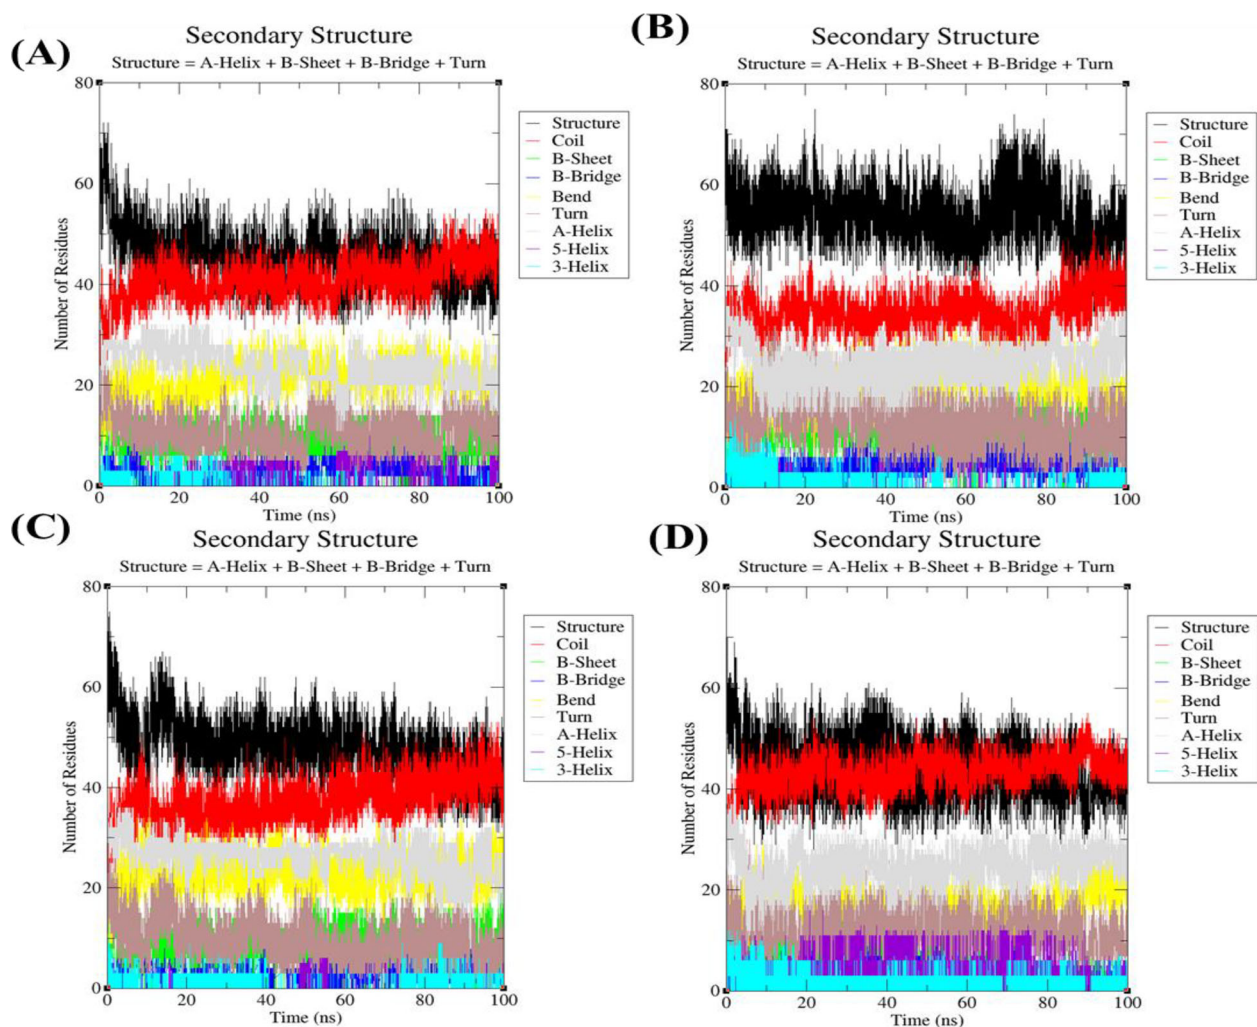 (A)
Secondary Structure
Structure = A-Helix + B-Sheet + B-Bridge + Turn
80
60
40
20
0
Number of Residues
0 20 40 60 80 100
Time (ns)
Structure
Coil
B-Sheet
B-Bridge
Bend
Turn
A-Helix
5-Helix
3-Helix
(B)
Secondary Structure
Structure = A-Helix + B-Sheet + B-Bridge + Turn
80
60
40
20
0
Number of Residues
0 20 40 60 80 100
Time (ns)
Structure
Coil
B-Sheet
B-Bridge
Bend
Turn
A-Helix
5-Helix
3-Helix
(C)
Secondary Structure
Structure = A-Helix + B-Sheet + B-Bridge + Turn
80
60
40
20
0
Number of Residues
0 20 40 60 80 100
Time (ns)
Structure
Coil
B-Sheet
B-Bridge
Bend
Turn
A-Helix
5-Helix
3-Helix
(D)
Secondary Structure
Structure = A-Helix + B-Sheet + B-Bridge + Turn
80
60
40
20
0
Number of Residues
0 20 40 60 80 100
Time (ns)
Structure
Coil
B-Sheet
B-Bridge
Bend
Turn
A-Helix
5-Helix
3-Helix